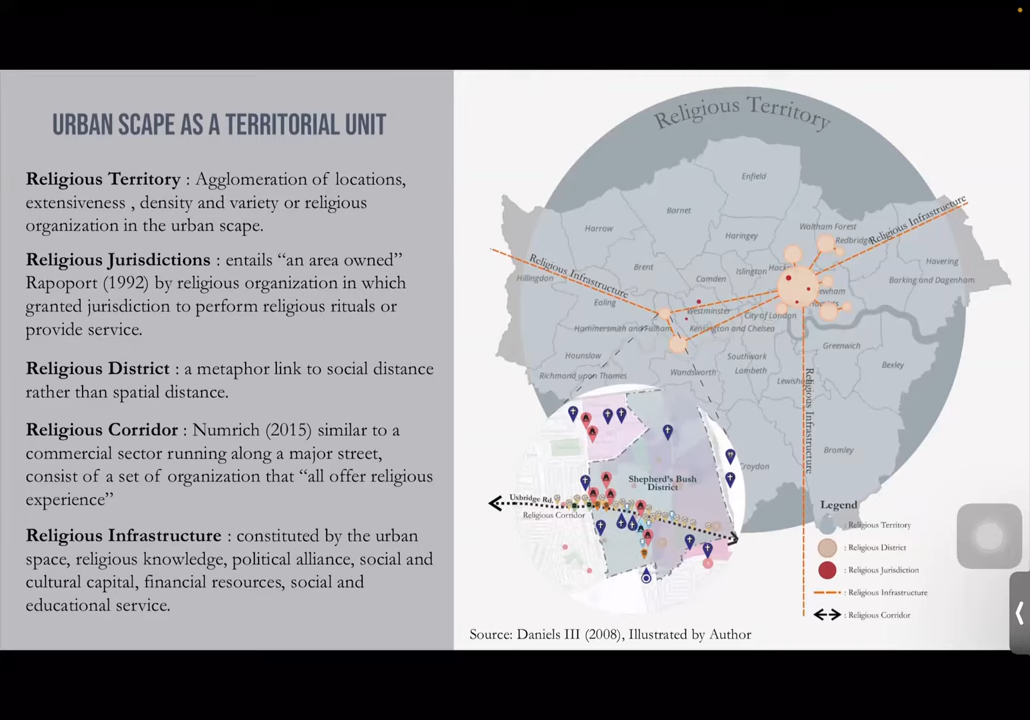 URBAN SCAPE AS A TERRITORIAL UNIT
Religious Territory : Agglomeration of locations,
extensiveness , density and variety or religious
organization in the urban scape.
Religious Jurisdictions : entails “an area owned”
Rapoport (1992) by religious organization in which
granted jurisdiction to perform religious rituals or
provide service.
Religious District : a metaphor link to social distance
rather than spatial distance.
Religious Corridor : Numrich (2015) similar to a
commercial sector running along a major street,
consist of a set of organization that “all offer religious
experience”
Religious Infrastructure : constituted by the urban
space, religious knowledge, political alliance, social and
cultural capital, financial resources, social and
educational service.
Religious Territory
Enfield
Barnet
Harrow
Haringey
Waltham Forest
Redbridge
Religious Infrastructure
Havering
Barking and Dagenham
Brent
Camden
Islington
Hack
Religious Infrastructure
Hillingdon
Ealing
Westminster
City of London
ewham
Hammersmith and Fulham
Kensington and Chelsea
Greenwich
Bexley
Hounslow
Southwark
Richmond upon Thames
Wandsworth
Lambeth
Lewish
Religious Infrastructure
Bromley
Croydon
Shepherd's Bush
District
Uxbridge Rd.
Religious Corridor
Legend
: Religious Territory
: Religious District
: Religious Jurisdiction
: Religious Infrastructure
: Religious Corridor
Source: Daniels III (2008), Illustrated by Author